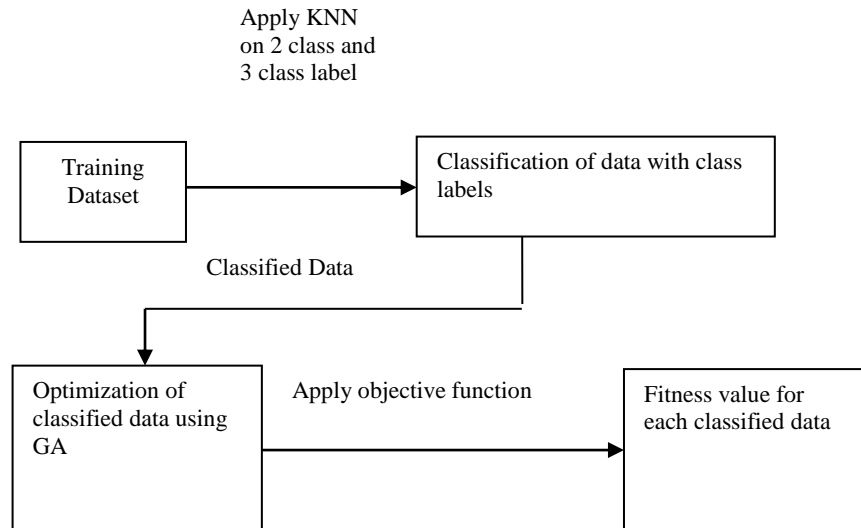 Apply KNN
on 2 class and
3 class label
Training
Dataset
Classification of data with class
labels
Classified Data
Optimization of
classified data using
GA
Apply objective function
Fitness value for
each classified data